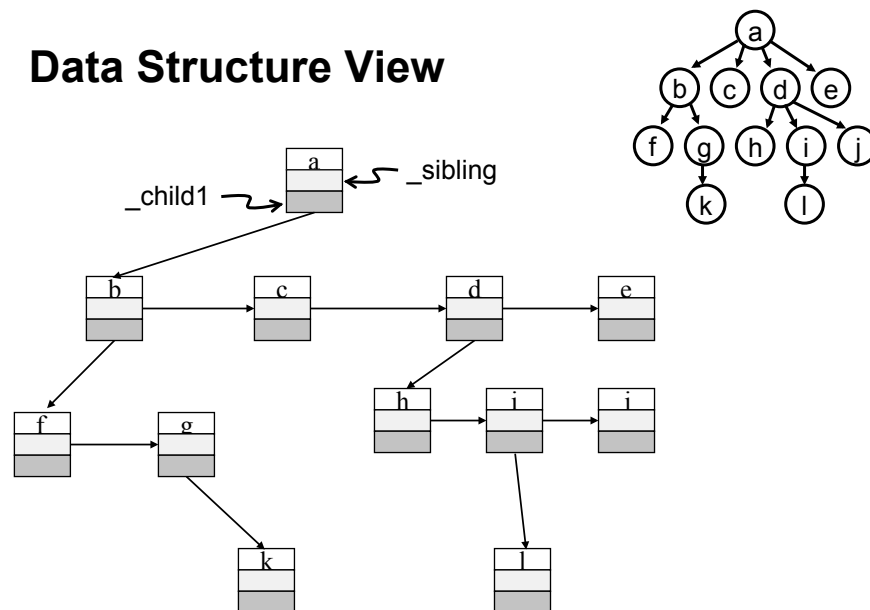 Data Structure View
a
b c d e
f g h i j
k l
a
_sibling
_child1
b c d e
f g
h i j
k l